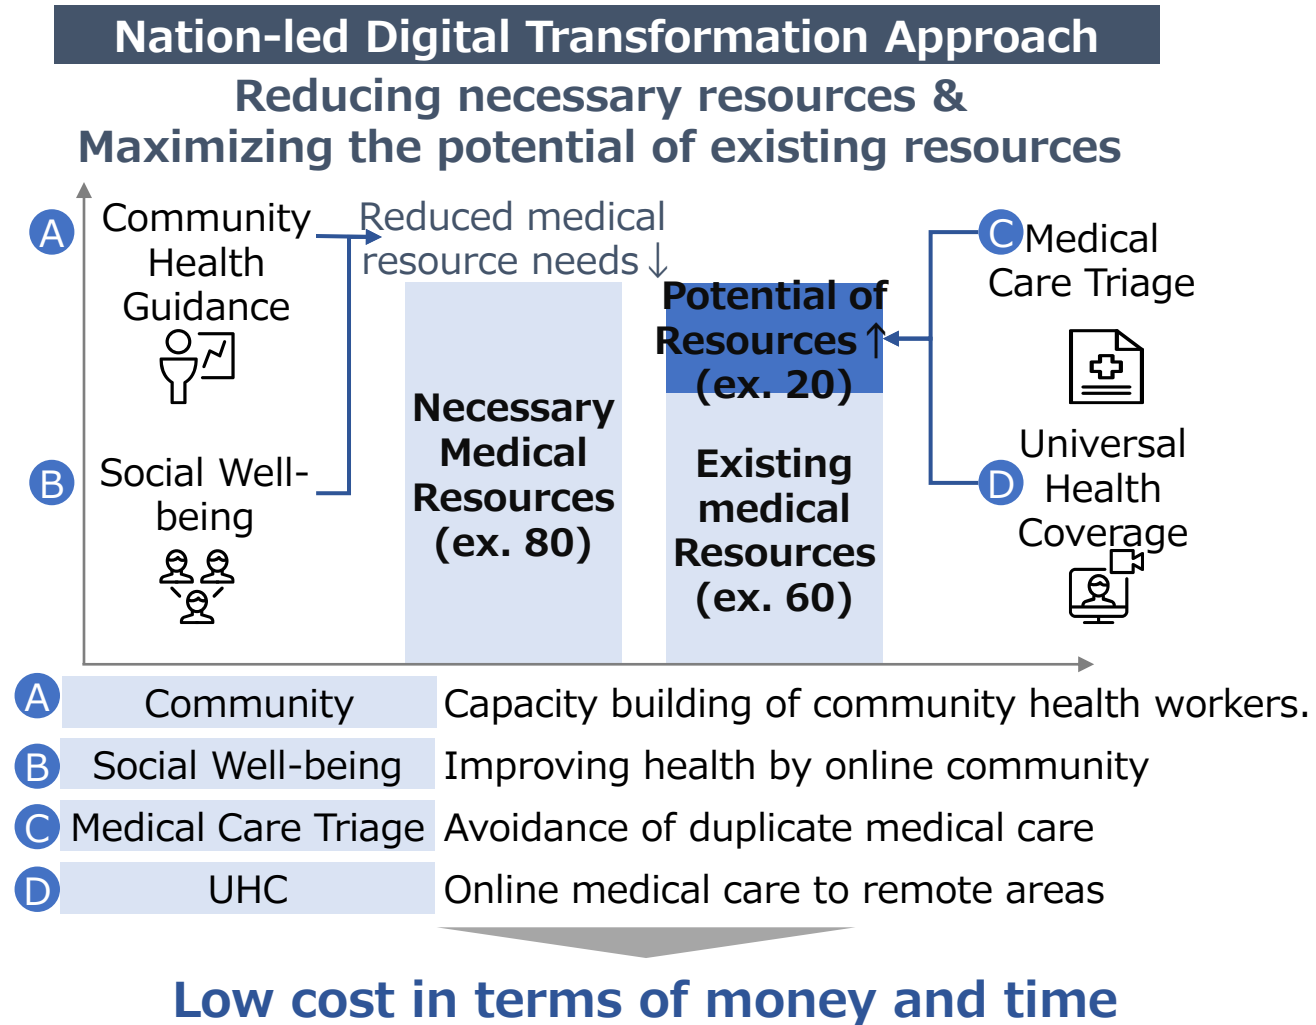 Nation-led Digital Transformation Approach
Reducing necessary resources &
Maximizing the potential of existing resources
A
Community
Health
Guidance
B
Social Well-
being
Reduced medical
resource needs↓
Necessary
Medical
Resources
(ex. 80)
Potential of
Resources↑
(ex. 20)
Existing
medical
Resources
(ex. 60)
C
Medical
Care Triage
D
Universal
Health
Coverage
A Community Capacity building of community health workers.
B Social Well-being Improving health by online community
C Medical Care Triage Avoidance of duplicate medical care
D UHC Online medical care to remote areas
Low cost in terms of money and time